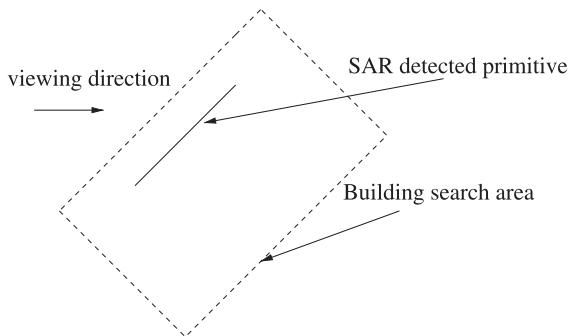 SAR detected primitive
viewing direction
Building search area